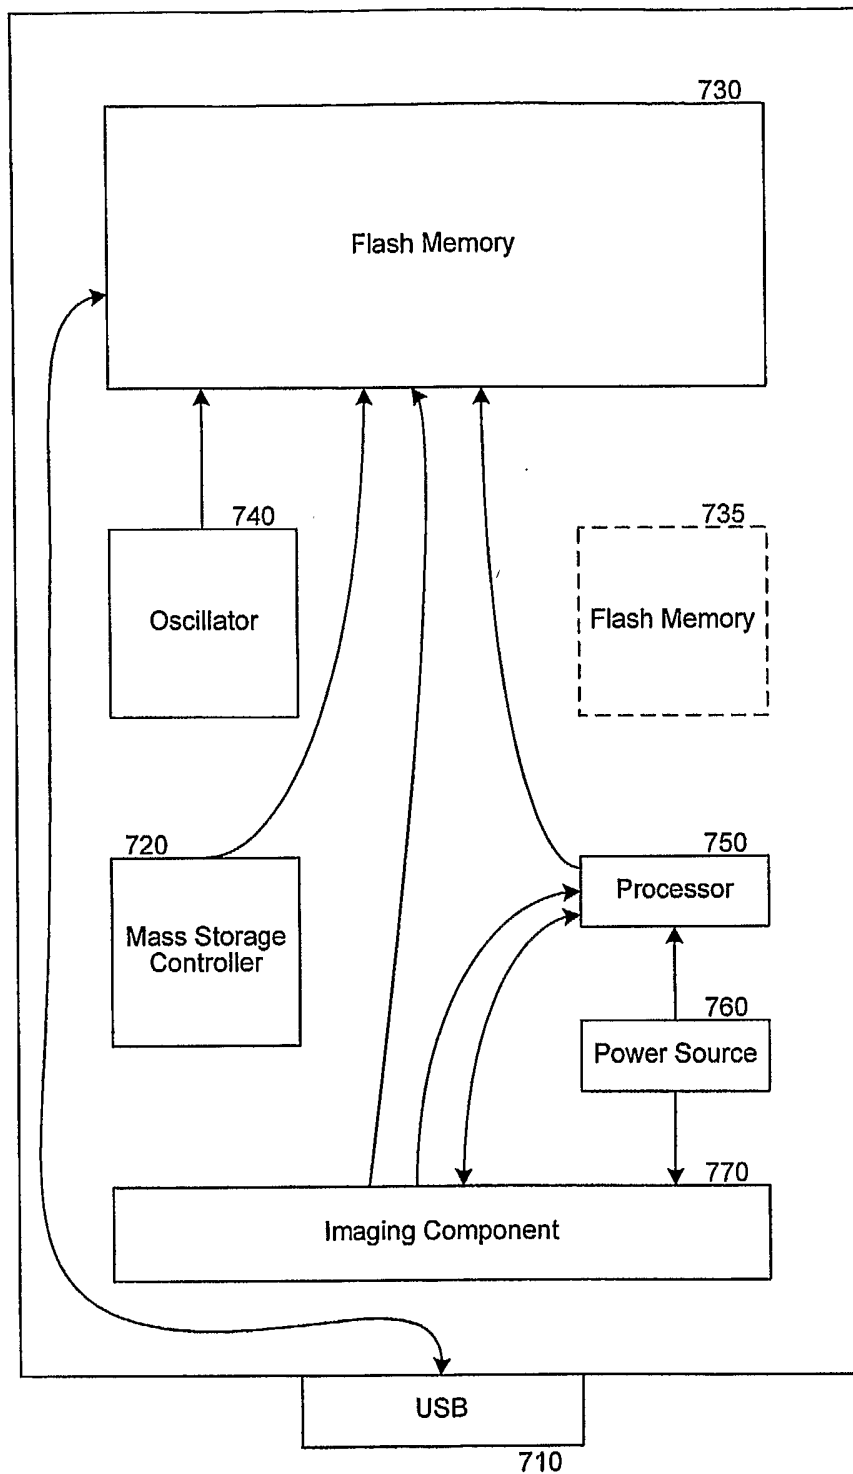 730
Flash Memory
740
Oscillator
735
Flash Memory
720
Mass Storage
Controller
750
Processor
760
Power Source
770
Imaging Component
USB
710